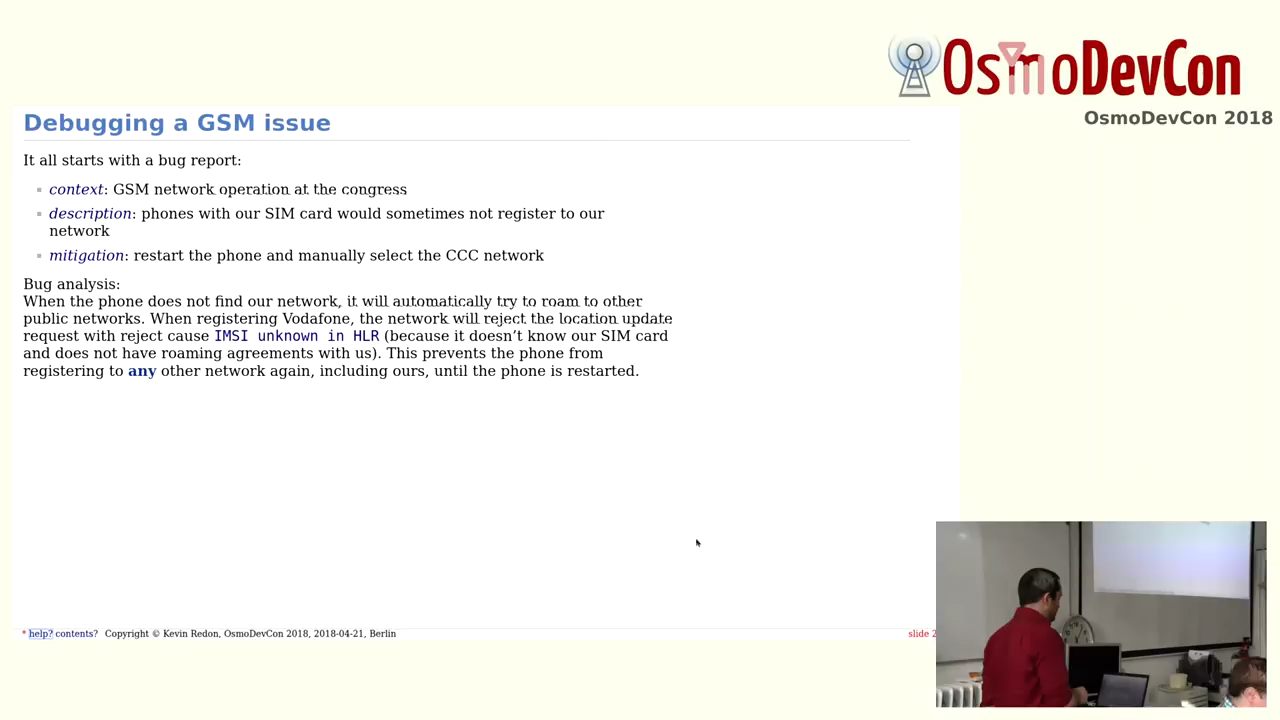 OsmoDevCon
OsmoDevCon 2018
Debugging a GSM issue
It all starts with a bug report:
context: GSM network operation at the congress
description: phones with our SIM card would sometimes not register to our
network
mitigation: restart the phone and manually select the CCC network
Bug analysis:
When the phone does not find our network, it will automatically try to roam to other
public networks. When registering Vodafone, the network will reject the location update
request with reject cause IMSI unknown in HLR (because it doesn’t know our SIM card
and does not have roaming agreements with us). This prevents the phone from
registering to any other network again, including ours, until the phone is restarted.
* help? contents? Copyright © Kevin Redon, OsmoDevCon 2018, 2018-04-21, Berlin
slide 2